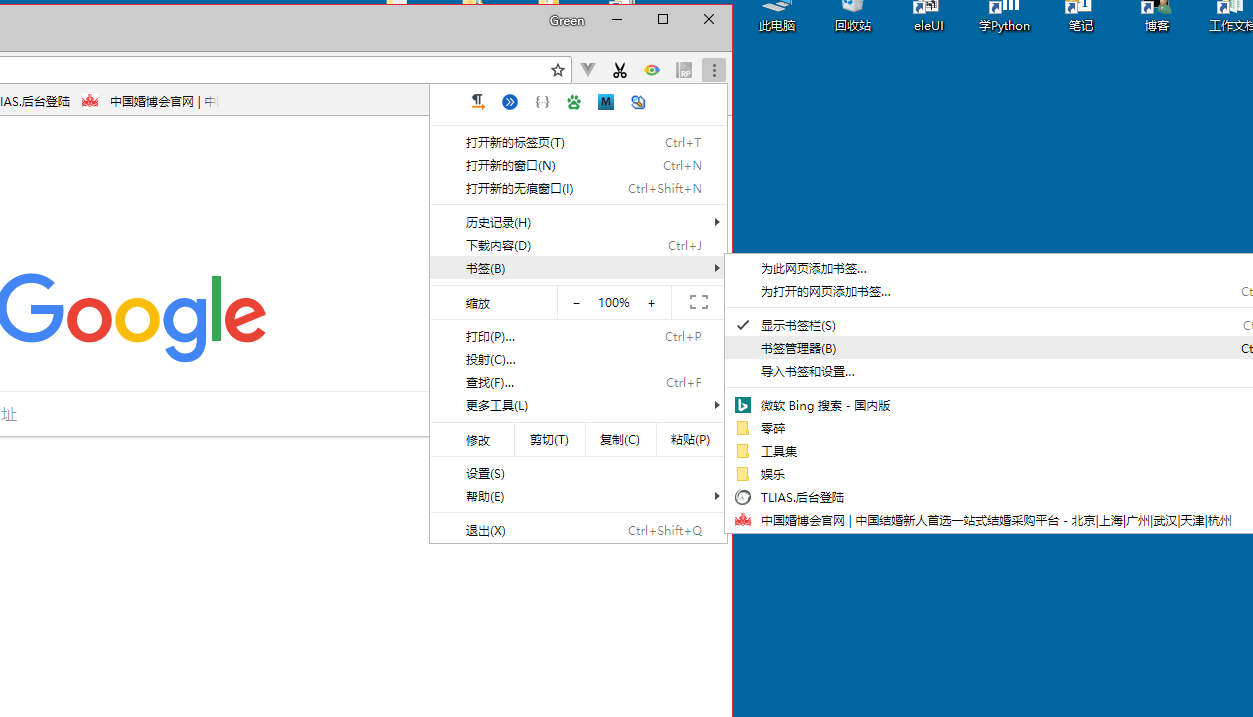 Green
此电脑
回收站
eleUI
学Python
笔记
博客
工作文档
IAS.后台登陆
中国婚博会官网 | 中
RP
M
打开新的标签页(T) Ctrl+T
打开新的窗口(N) Ctrl+N
打开新的无痕窗口(I) Ctrl+Shift+N
历史记录(H)
下载内容(D) Ctrl+J
书签(B)
缩放 − 100% +
打印(P)... Ctrl+P
投射(C)...
查找(F)... Ctrl+F
更多工具(L)
修改 剪切(T) 复制(C) 粘贴(P)
设置(S)
帮助(E)
退出(X) Ctrl+Shift+Q
Google
址
为此网页添加书签...
为打开的网页添加书签... Ct
显示书签栏(S) Ct
书签管理器(B) Ct
导入书签和设置...
微软 Bing 搜索 - 国内版
零碎
工具集
娱乐
TLIAS.后台登陆
中国婚博会官网 | 中国结婚新人首选一站式结婚采购平台 - 北京|上海|广州|武汉|天津|杭州